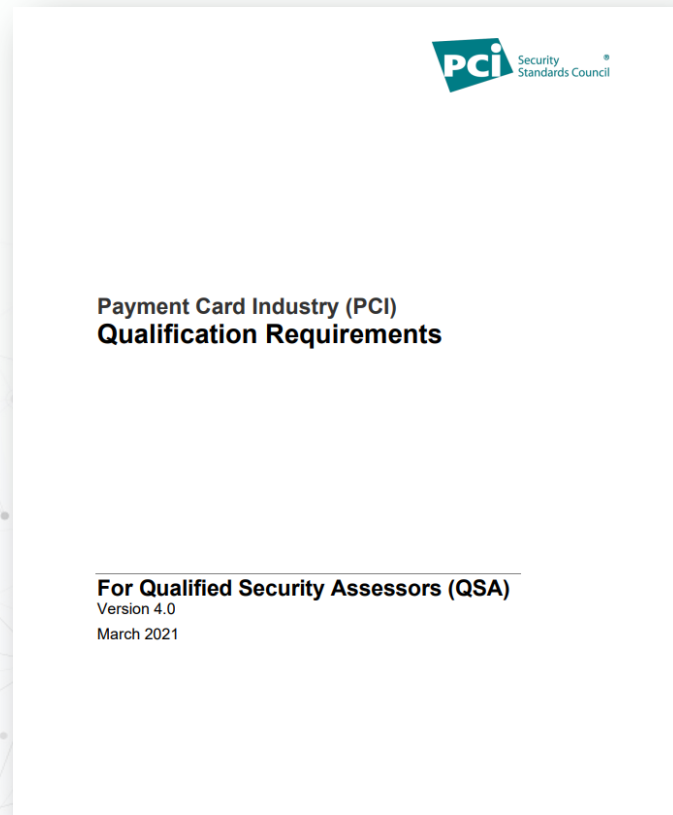 PCi Security ®
Standards Council
Payment Card Industry (PCI)
Qualification Requirements
For Qualified Security Assessors (QSA)
Version 4.0
March 2021